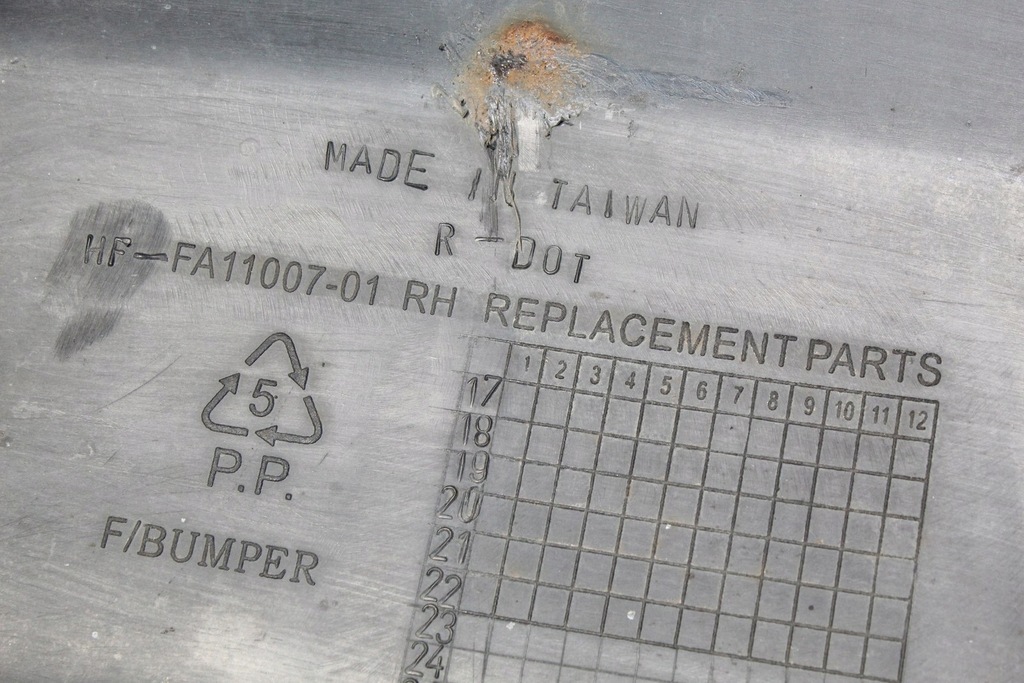 MADE IN TAIWAN
R-DOT
HF-FA11007-01 RH REPLACEMENT PARTS
1 2 3 4 5 6 7 8 9 10 11 12
17
18
19
20
21
22
23
24
5
P.P.
F/BUMPER